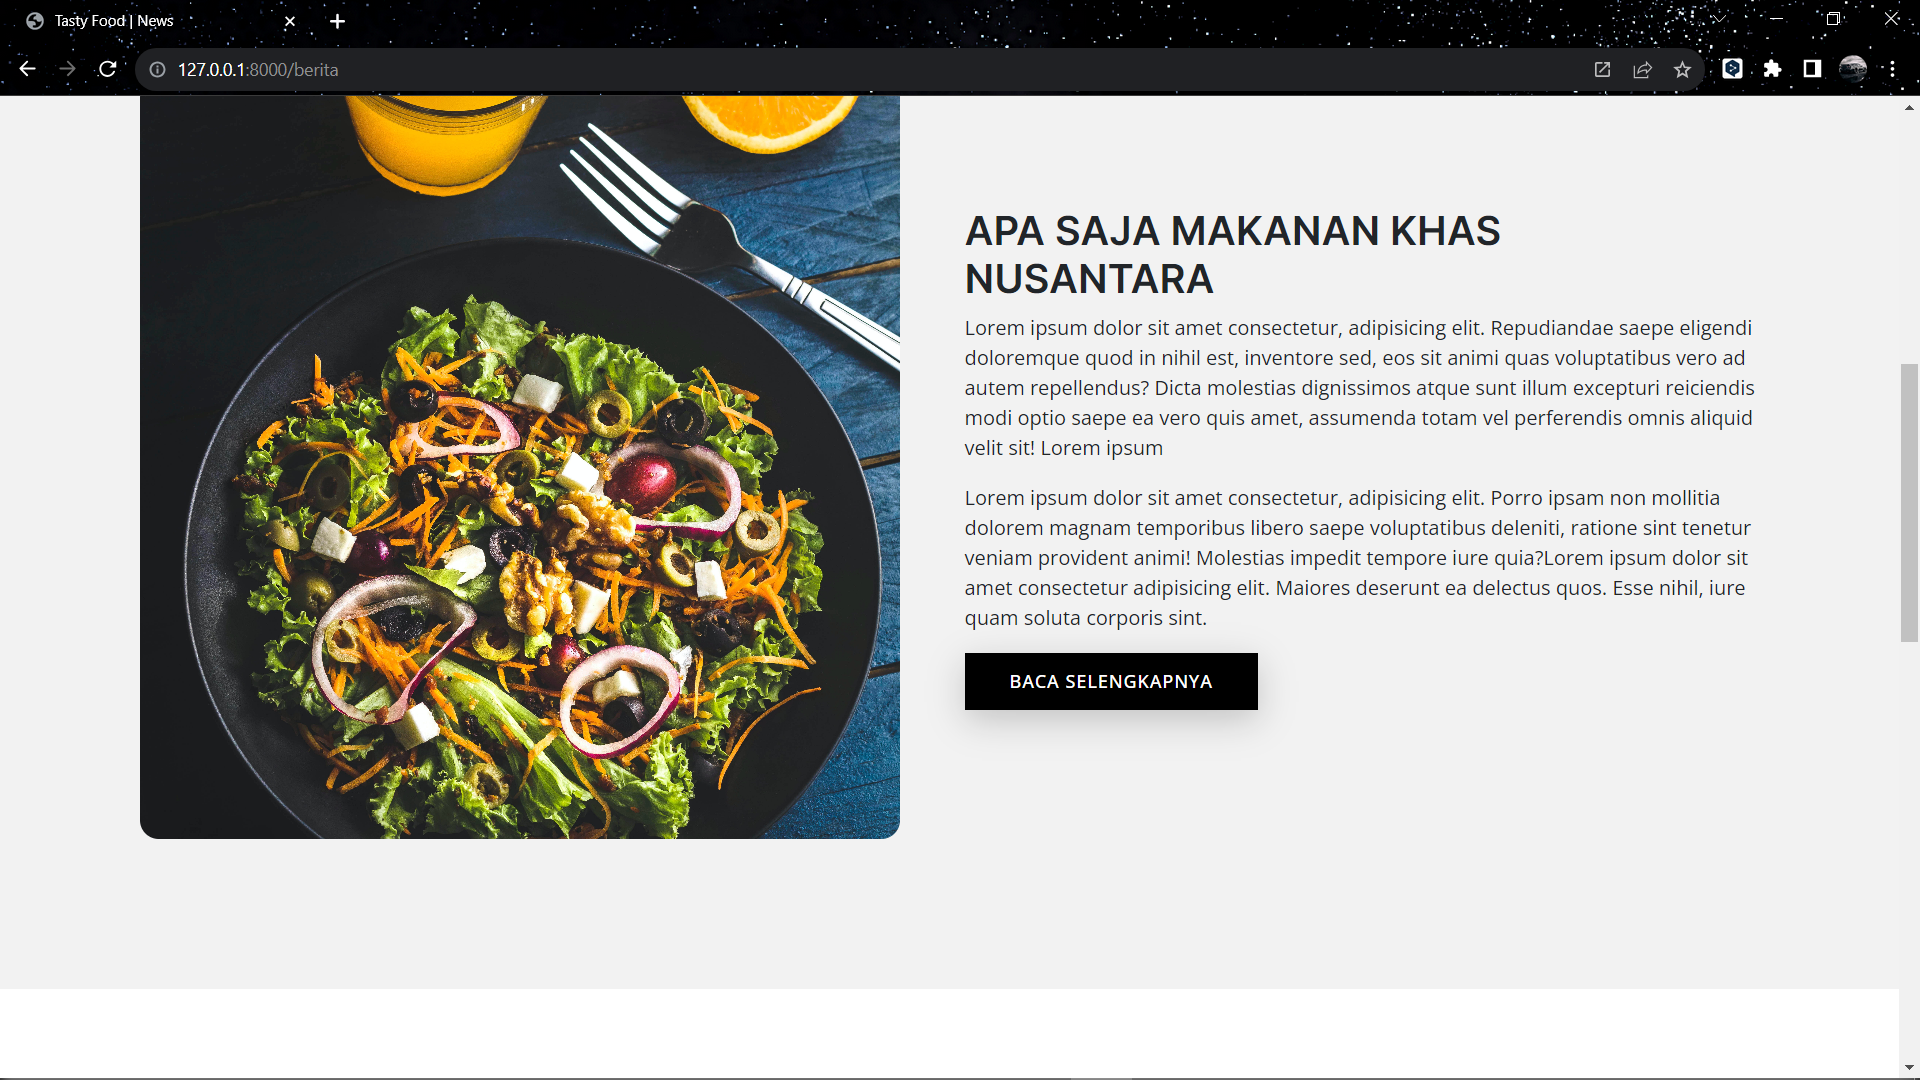 Tasty Food | News
127.0.0.1:8000/berita
APA SAJA MAKANAN KHAS
NUSANTARA
Lorem ipsum dolor sit amet consectetur, adipisicing elit. Repudiandae saepe eligendi
doloremque quod in nihil est, inventore sed, eos sit animi quas voluptatibus vero ad
autem repellendus? Dicta molestias dignissimos atque sunt illum excepturi reiciendis
modi optio saepe ea vero quis amet, assumenda totam vel perferendis omnis aliquid
velit sit! Lorem ipsum
Lorem ipsum dolor sit amet consectetur, adipisicing elit. Porro ipsam non mollitia
dolorem magnam temporibus libero saepe voluptatibus deleniti, ratione sint tenetur
veniam provident animi! Molestias impedit tempore iure quia?Lorem ipsum dolor sit
amet consectetur adipisicing elit. Maiores deserunt ea delectus quos. Esse nihil, iure
quam soluta corporis sint.
BACA SELENGKAPNYA